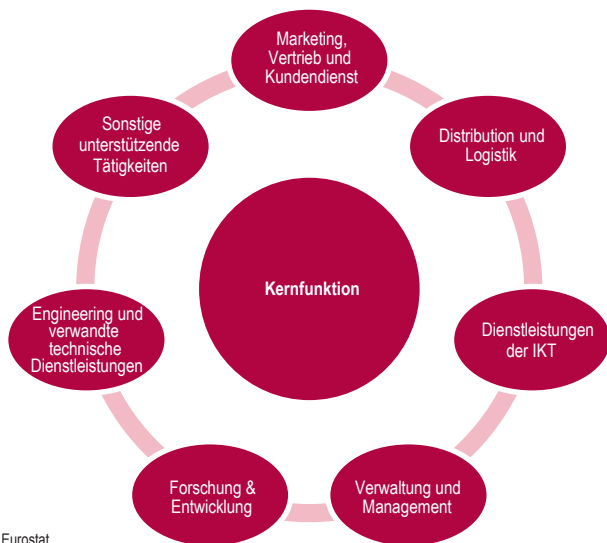 Marketing,
Vertrieb und
Kundendienst
Distribution und
Logistik
Dienstleistungen
der IKT
Verwaltung und
Management
Forschung &
Entwicklung
Engineering und
verwandte
technische
Dienstleistungen
Sonstige
unterstützende
Tätigkeiten
Kernfunktion
Eurostat